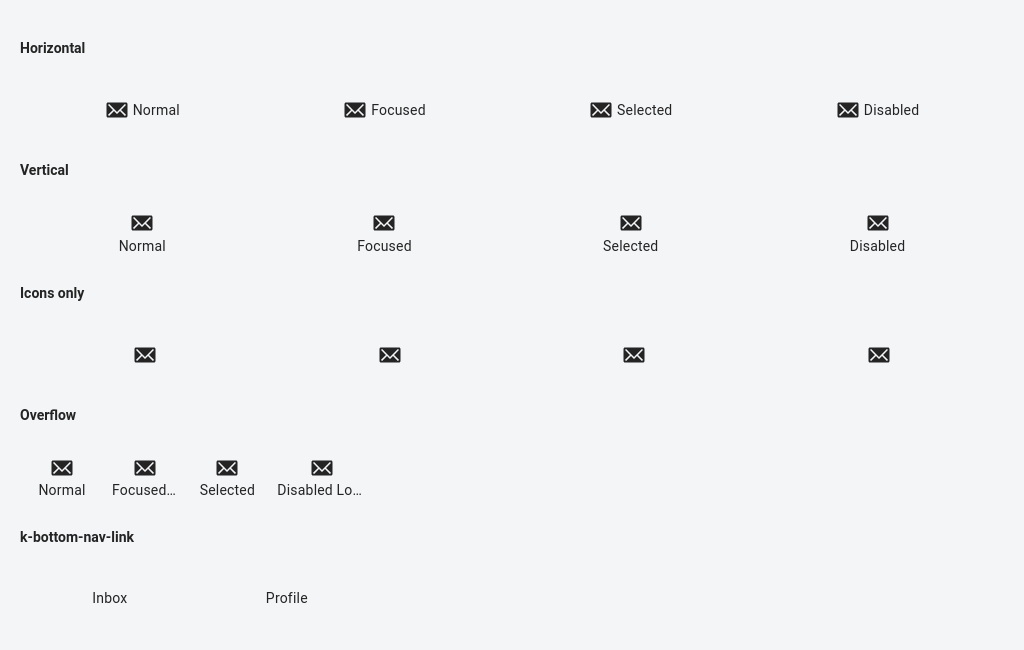 Horizontal
Normal Focused Selected Disabled
Vertical
Normal Focused Selected Disabled
Icons only
Overflow
Normal Focused… Selected Disabled Lo…
k-bottom-nav-link
Inbox Profile